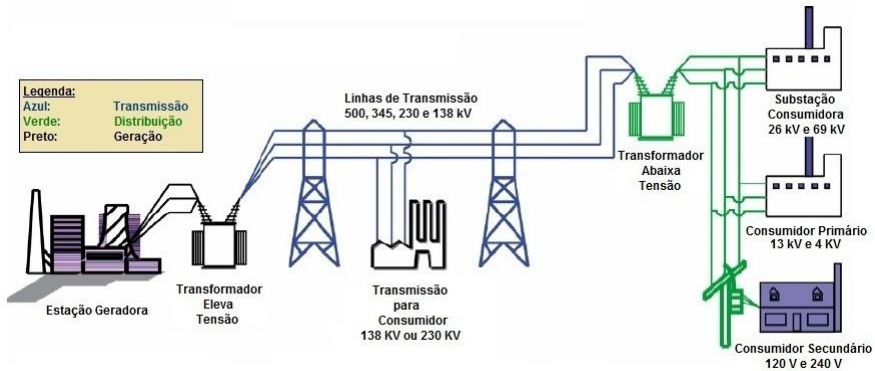 Legenda:
Azul: Transmissão
Verde: Distribuição
Preto: Geração
Estação Geradora
Transformador
Eleva
Tensão
Linhas de Transmissão
500, 345, 230 e 138 kV
Transmissão
para
Consumidor
138 KV ou 230 KV
Transformador
Abaixa
Tensão
Substação
Consumidora
26 kV e 69 kV
Consumidor Primário
13 kV e 4 KV
Consumidor Secundário
120 V e 240 V